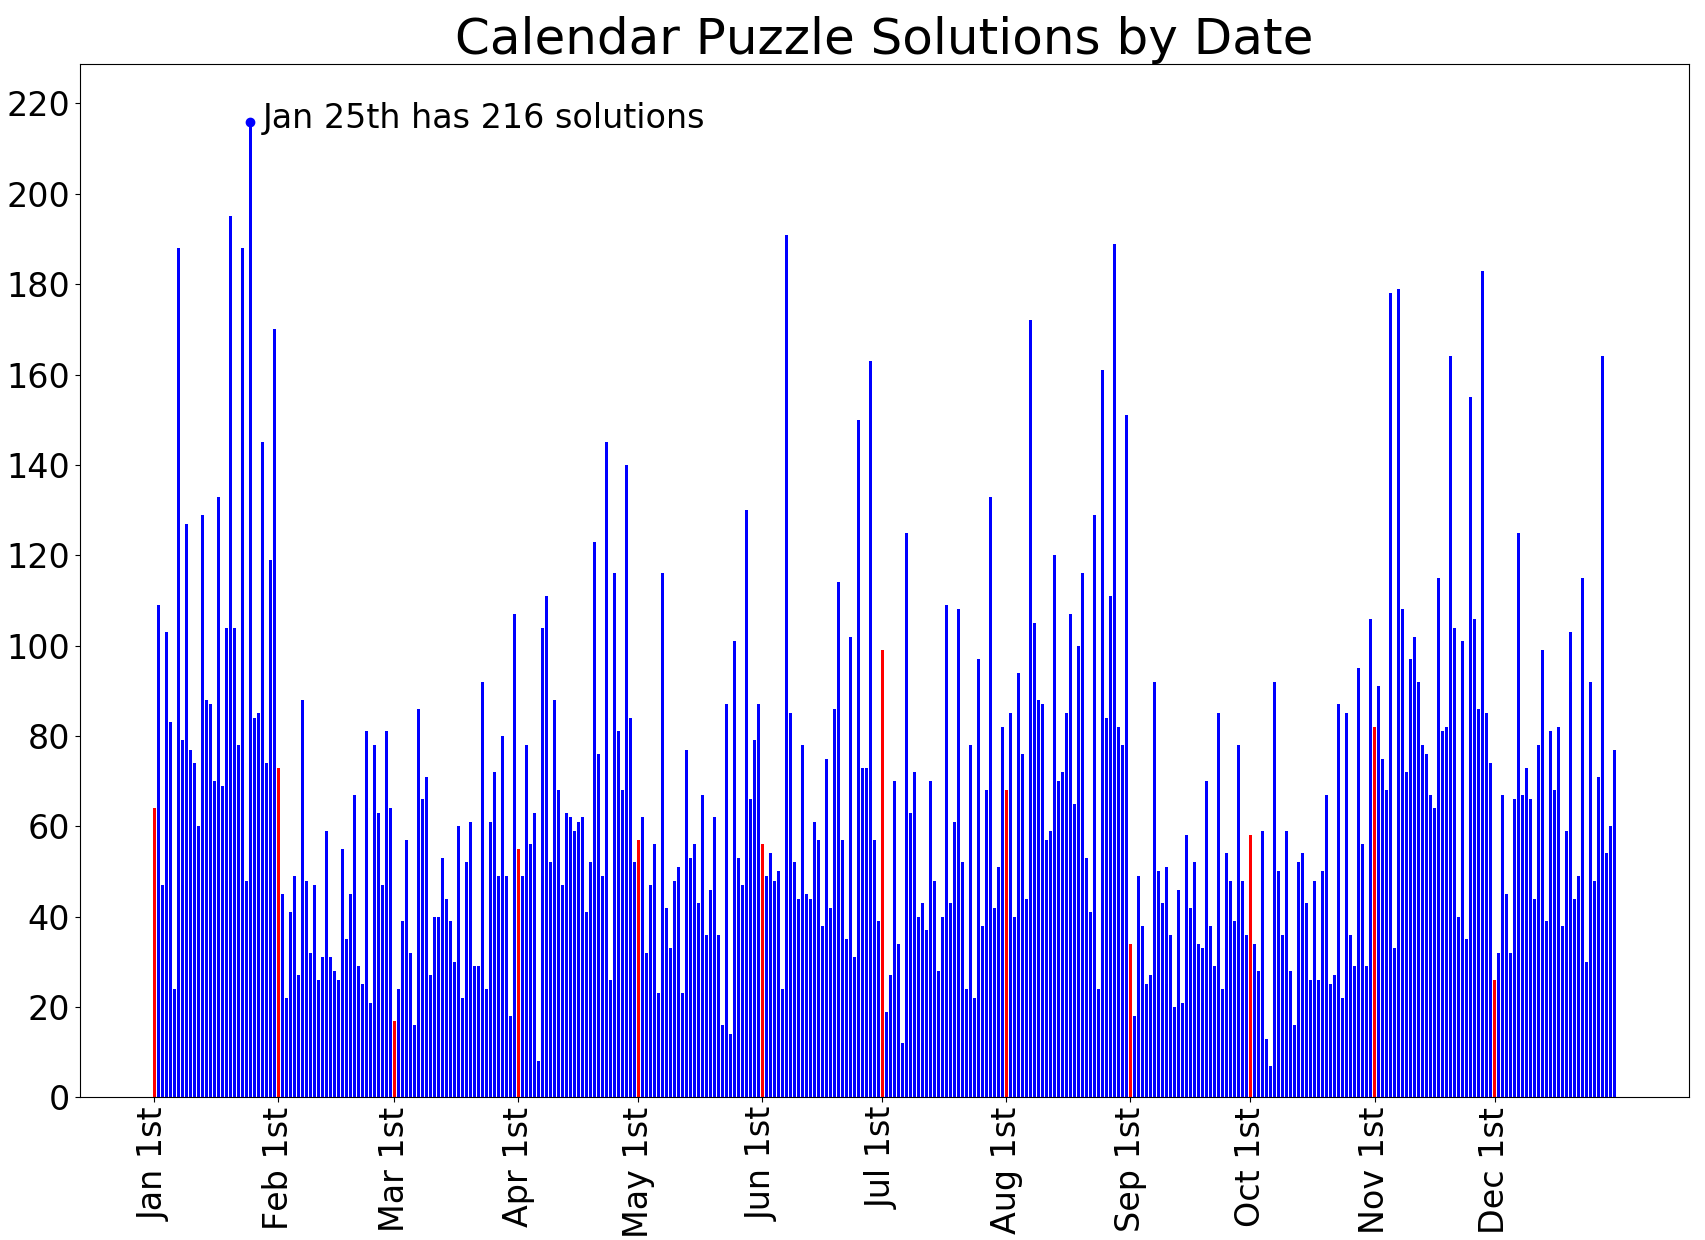 Calendar Puzzle Solutions by Date
220
Jan 25th has 216 solutions
200
180
160
140
120
100
80
60
40
20
0
Jan 1st
Feb 1st
Mar 1st
Apr 1st
May 1st
Jun 1st
Jul 1st
Aug 1st
Sep 1st
Oct 1st
Nov 1st
Dec 1st